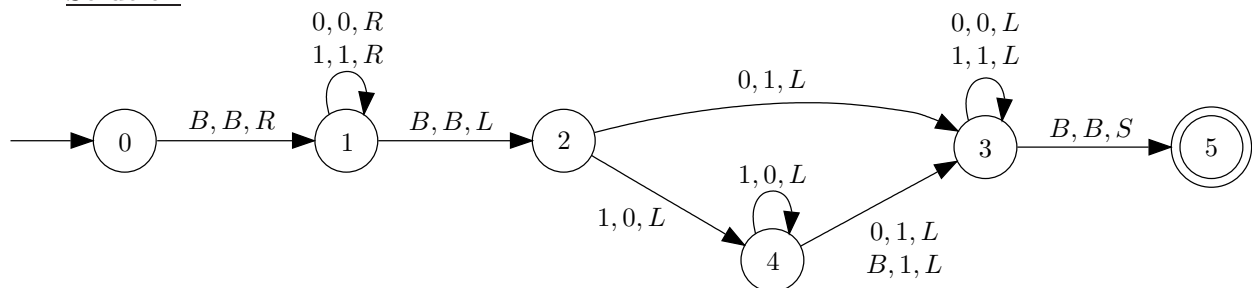 0, 0, R
1, 1, R
0, 0, L
1, 1, L
0, 1, L
B, B, R
B, B, L
B, B, S
0
1
2
3
5
1, 0, L
1, 0, L
0, 1, L
B, 1, L
4